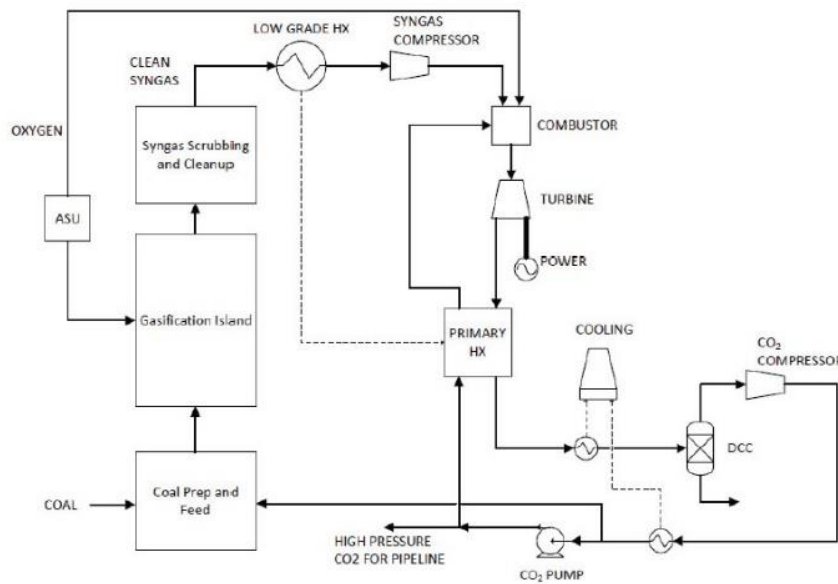 LOW GRADE HX
SYNGAS
COMPRESSOR
CLEAN
SYNGAS
OXYGEN
COMBUSTOR
Syngas Scrubbing
and Cleanup
TURBINE
ASU
POWER
Gasification Island
PRIMARY
HX
COOLING
CO₂
COMPRESSOR
DCC
COAL
Coal Prep and
Feed
HIGH PRESSURE
CO2 FOR PIPELINE
CO₂ PUMP